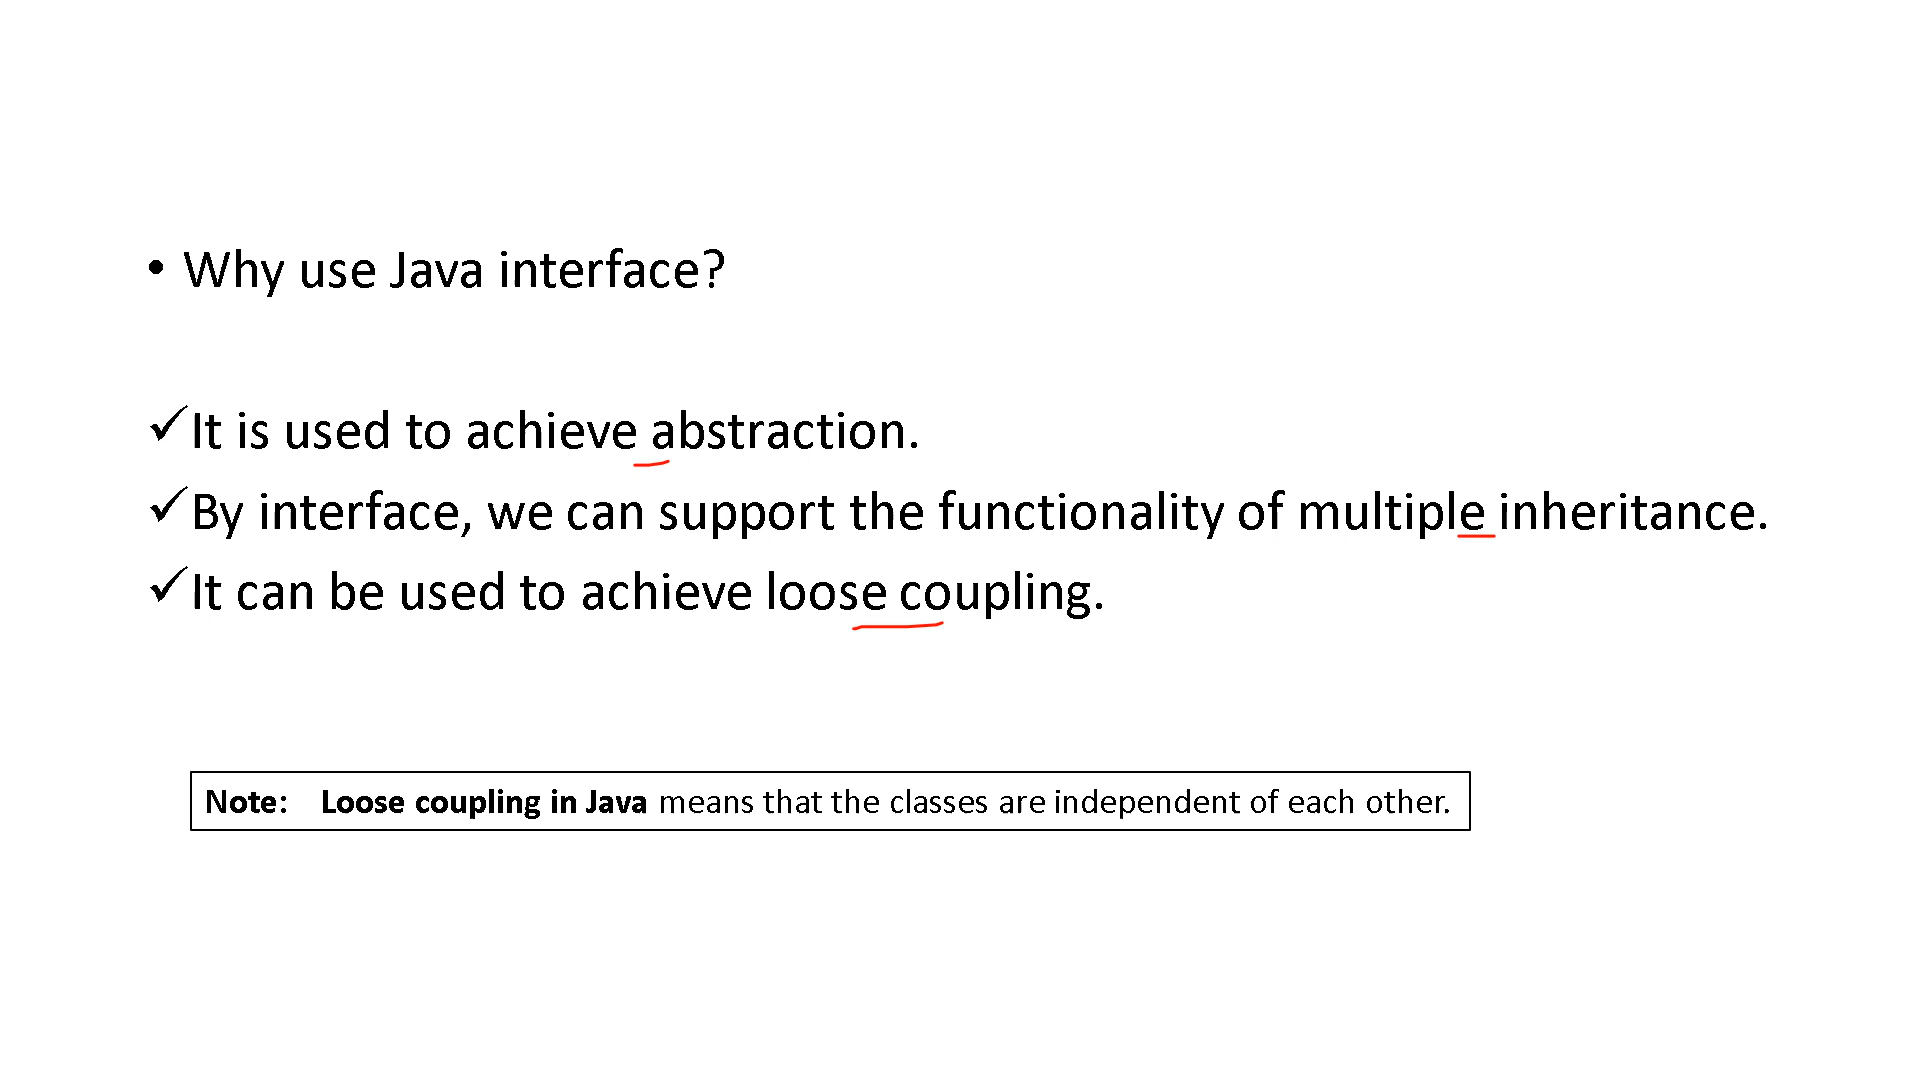 • Why use Java interface?
✓It is used to achieve abstraction.
✓By interface, we can support the functionality of multiple inheritance.
✓It can be used to achieve loose coupling.
Note: Loose coupling in Java means that the classes are independent of each other.